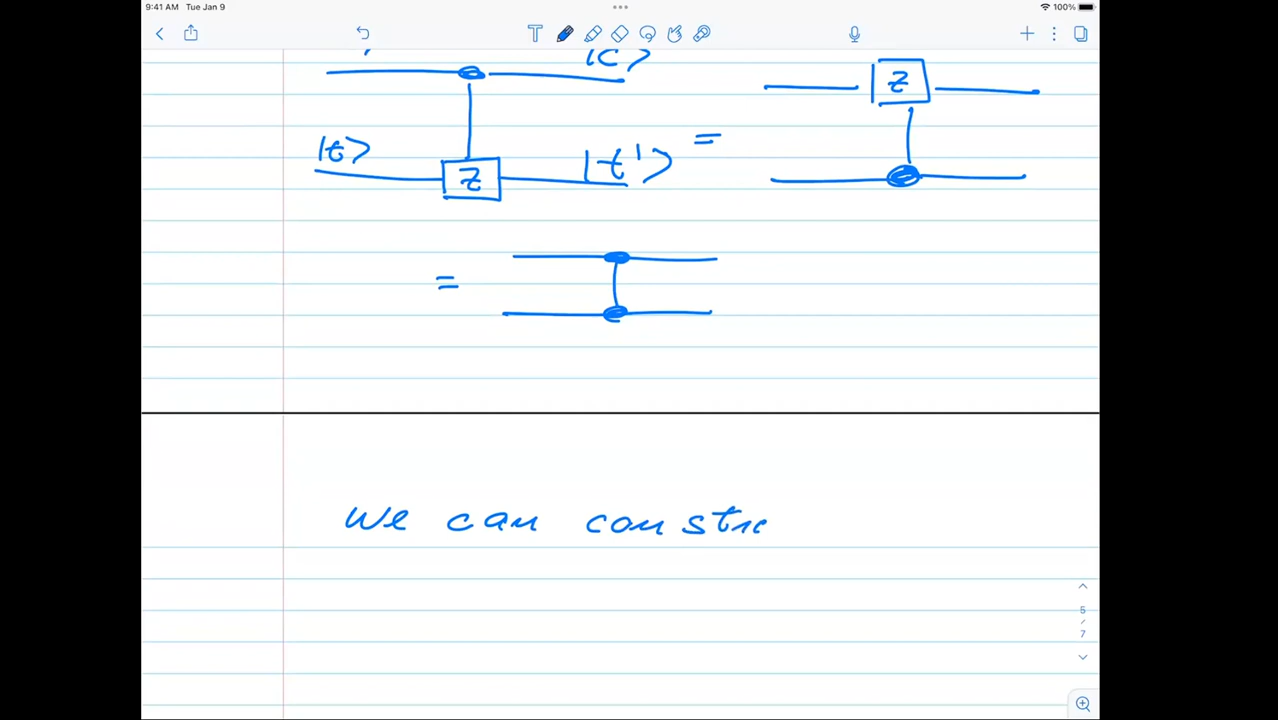 9:41 AM Tue Jan 9
100%
T
|c⟩
z
|t⟩
|t'⟩
=
z
=
we can constr
5
/
7